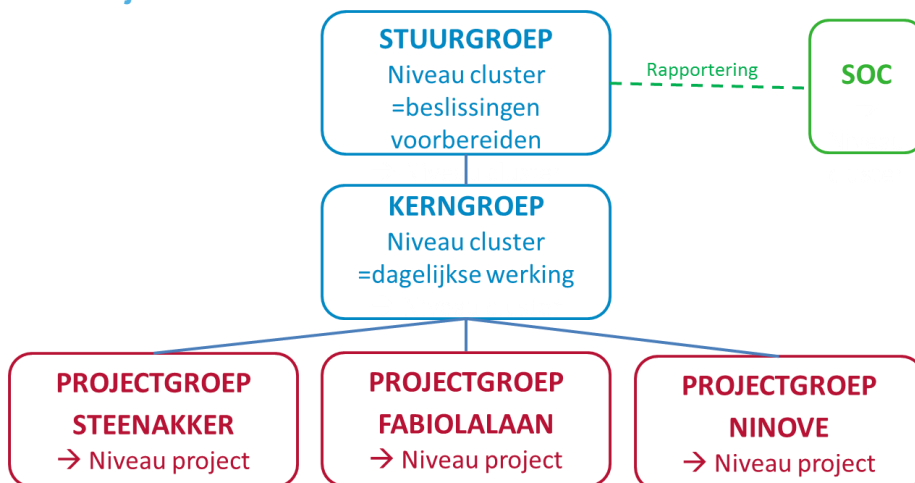 STUURGROEP
Niveau cluster
=beslissingen
voorbereiden
Rapportering
SOC
KERNGROEP
Niveau cluster
=dagelijkse werking
PROJECTGROEP
STEENAKKER
→ Niveau project
PROJECTGROEP
FABIOLALAAN
→ Niveau project
PROJECTGROEP
NINOVE
→ Niveau project